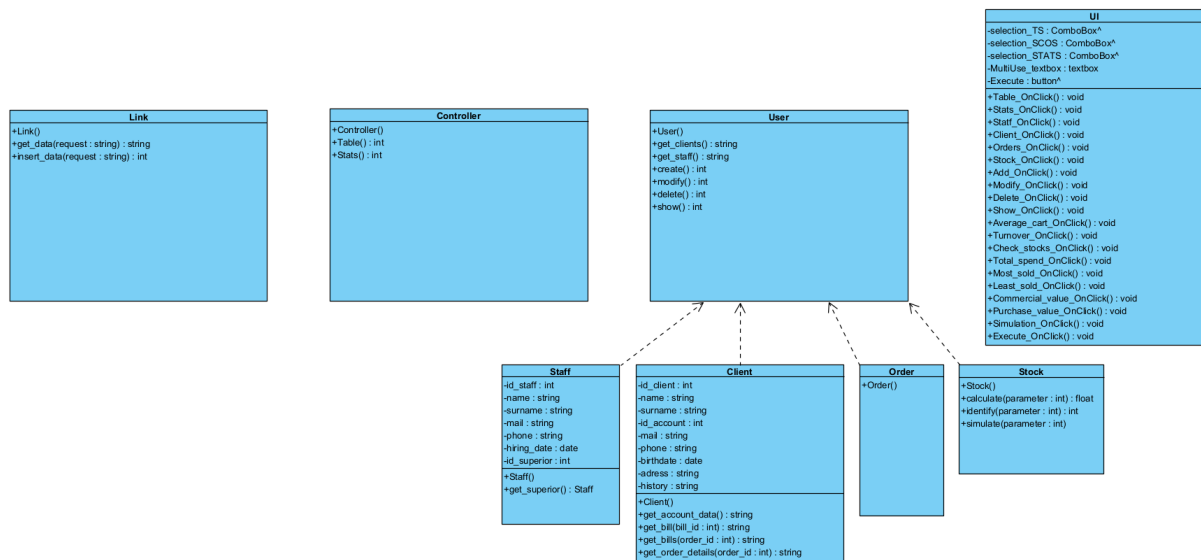 Link
+Link()
+get_data(request : string) : string
+insert_data(request : string) : int
Controller
+Controller()
+Table() : int
+Stats() : int
User
+User()
+get_clients() : string
+get_staff() : string
+create() : int
+modify() : int
+delete() : int
+show() : int
UI
-selection_TS : ComboBox^
-selection_SCOS : ComboBox^
-selection_STATS : ComboBox^
-MultiUse_textbox : textbox
-Execute : button^
+Table_OnClick() : void
+Stats_OnClick() : void
+Statf_OnClick() : void
+Client_OnClick() : void
+Orders_OnClick() : void
+Stock_OnClick() : void
+Add_OnClick() : void
+Modify_OnClick() : void
+Delete_OnClick() : void
+Show_OnClick() : void
+Average_cart_OnClick() : void
+Turnover_OnClick() : void
+Check_stocks_OnClick() : void
+Total_spend_OnClick() : void
+Most_sold_OnClick() : void
+Least_sold_OnClick() : void
+Commercial_value_OnClick() : void
+Purchase_value_OnClick() : void
+Simulation_OnClick() : void
+Execute_OnClick() : void
Staff
-id_staff : int
-name : string
-surname : string
-mail : string
-phone : string
-hiring_date : date
-id_superior : int
+Staff()
+get_superior() : Staff
Client
-id_client : int
-name : string
-surname : string
-id_account : int
-mail : string
-phone : string
-birthdate : date
-adress : string
-history : string
+Client()
+get_account_data() : string
+get_bill(bill_id : int) : string
+get_bills(order_id : int) : string
+get_order_details(order_id : int) : string
Order
+Order()
Stock
+Stock()
+calculate(parameter : int) : float
+identify(parameter : int) : int
+simulate(parameter : int)